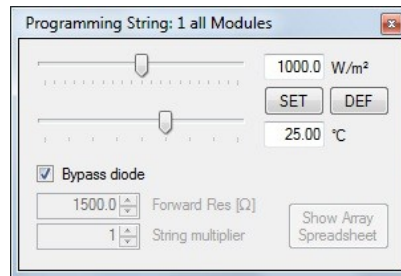 Programming String: 1 all Modules
1000.0 W/m²
SET DEF
25.00 °C
Bypass diode
1500.0 Forward Res [Ω]
1 String multiplier
Show Array
Spreadsheet